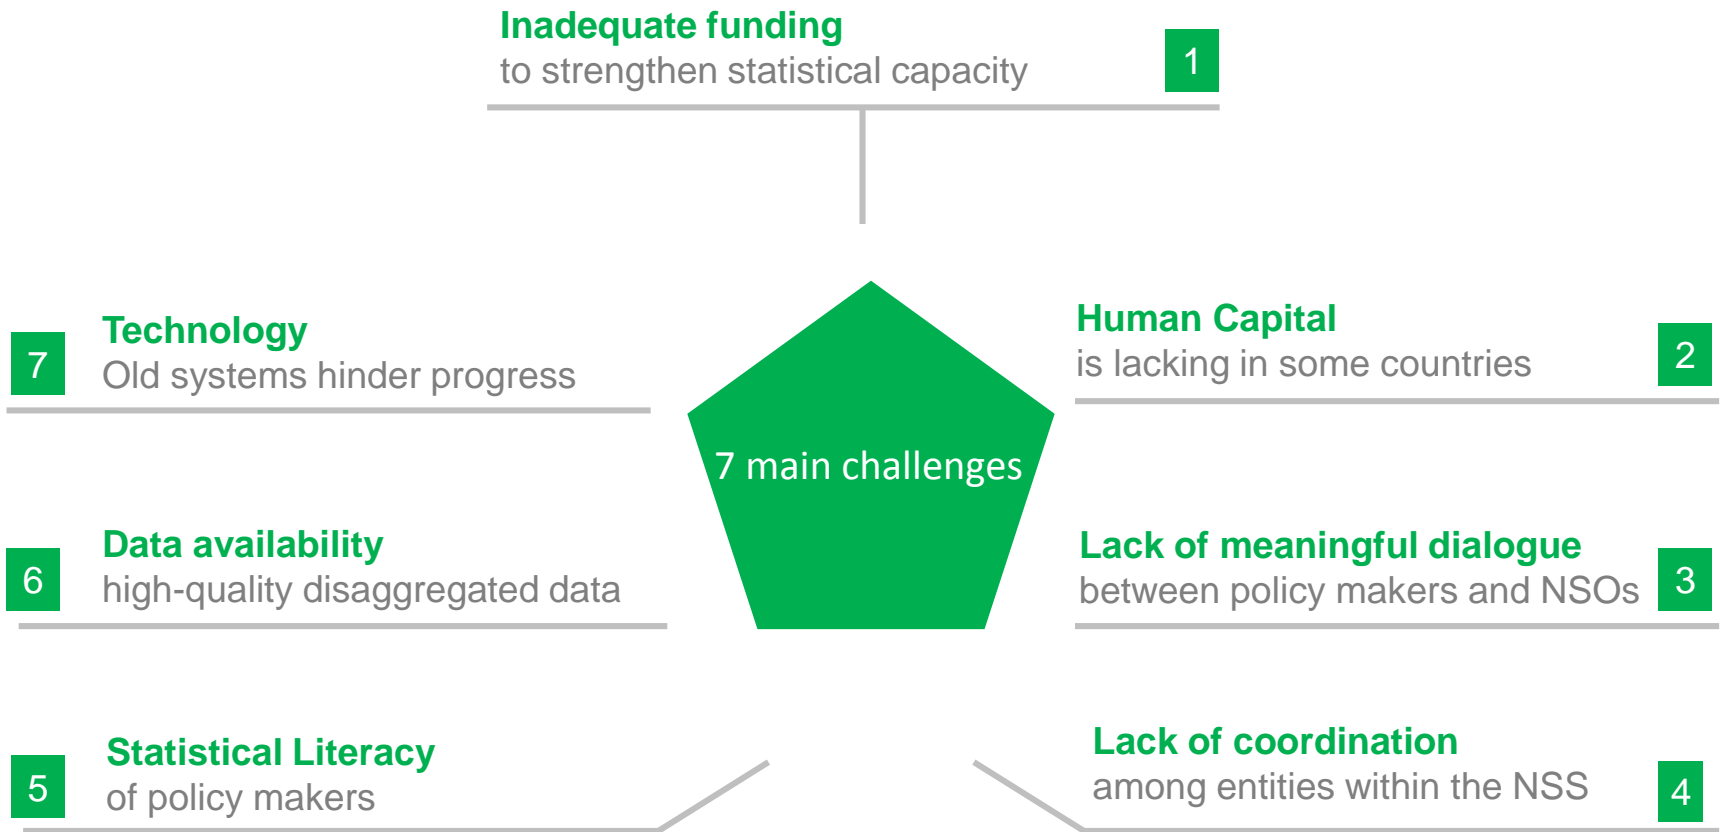 Inadequate funding
to strengthen statistical capacity
1
Human Capital
is lacking in some countries
2
Lack of meaningful dialogue
between policy makers and NSOs
3
Lack of coordination
among entities within the NSS
4
Statistical Literacy
of policy makers
5
Data availability
high-quality disaggregated data
6
Technology
Old systems hinder progress
7
7 main challenges